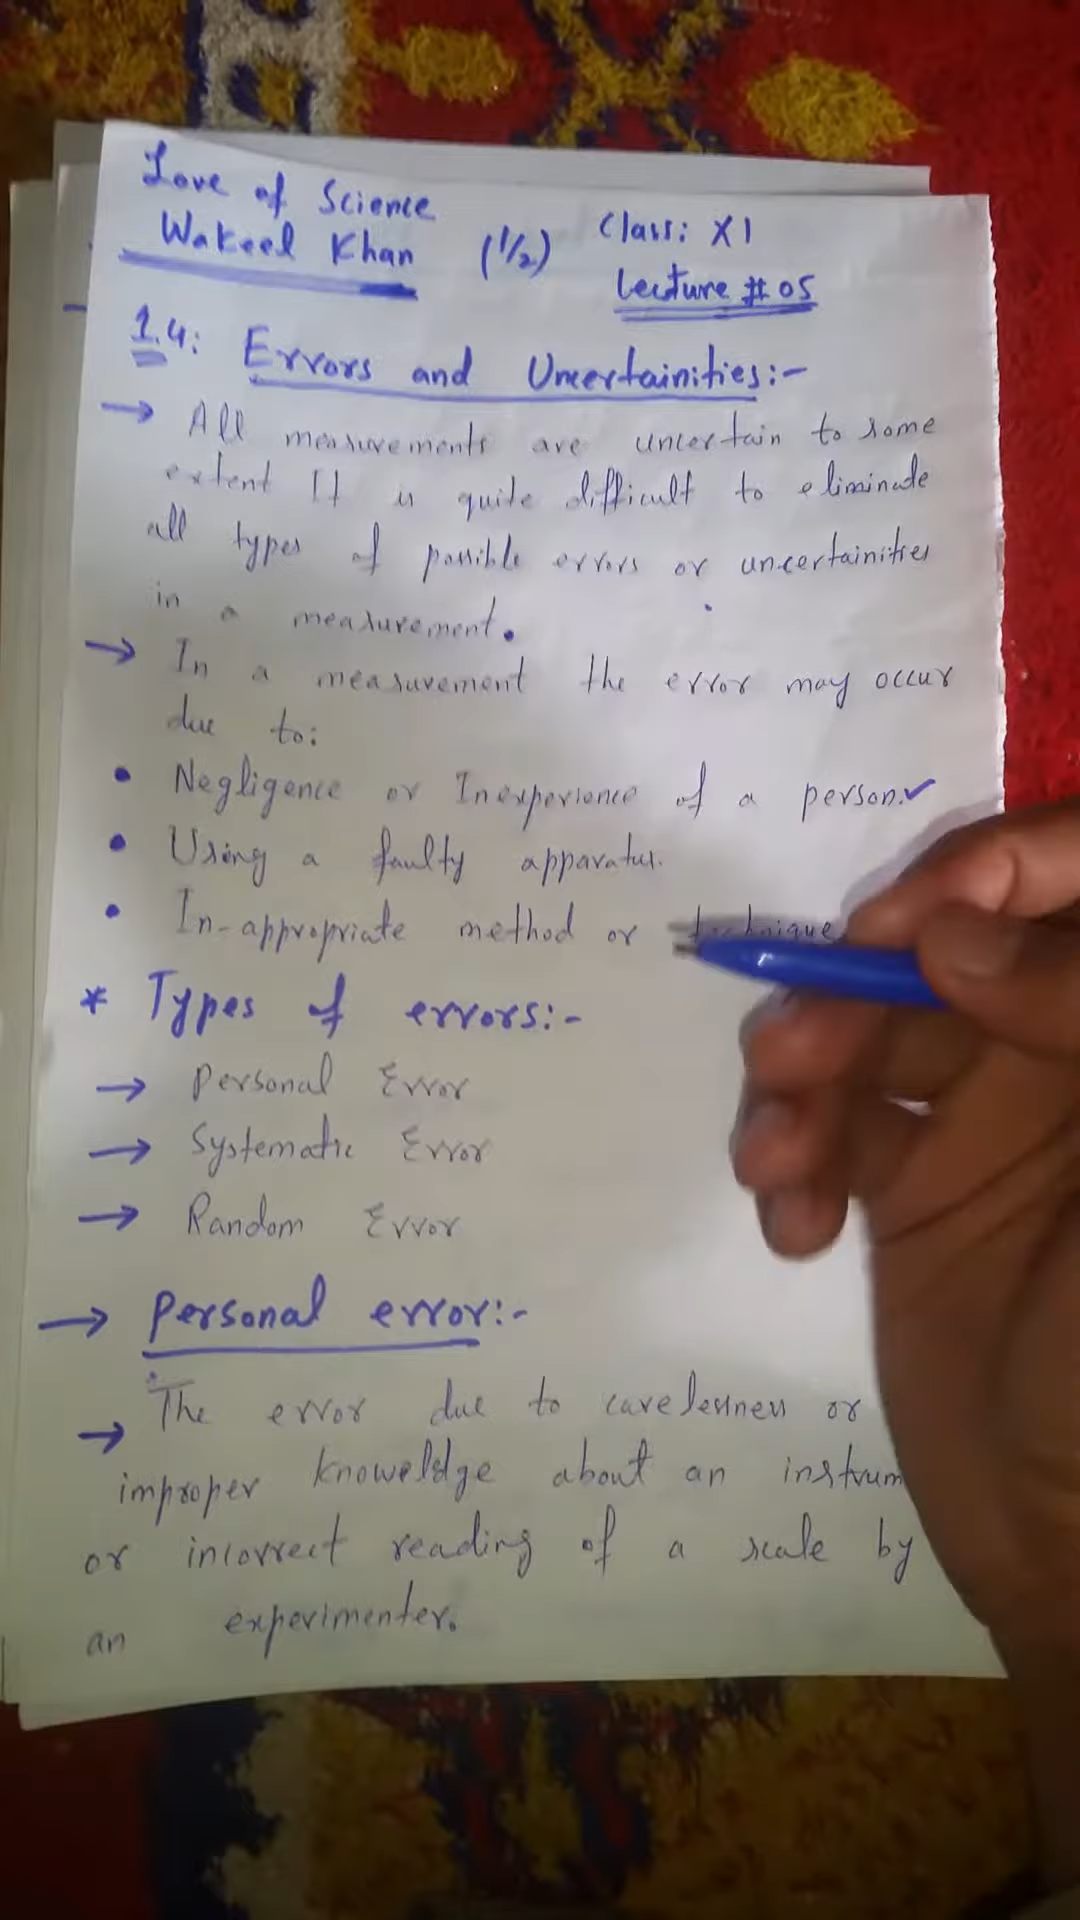 Love of Science
Wakeel Khan (1/2) Class: XI
Lecture # 05
1.4: Errors and Uncertainities:-
→ All measurements are uncertain to some
extent It is quite difficult to eliminate
all types of possible errors or uncertainities
in a measurement.
→ In a measurement the error may occur
due to:
• Negligence or Inexperience of a person.✓
• Using a faulty apparatus.
• In-appropriate method or technique
* Types of errors:-
→ Personal Error
→ Systematic Error
→ Random Error
→ Personal error:-
→ The error due to carelessness or
improper knoweldge about an instrum
or incorrect reading of a scale by
an experimenter.